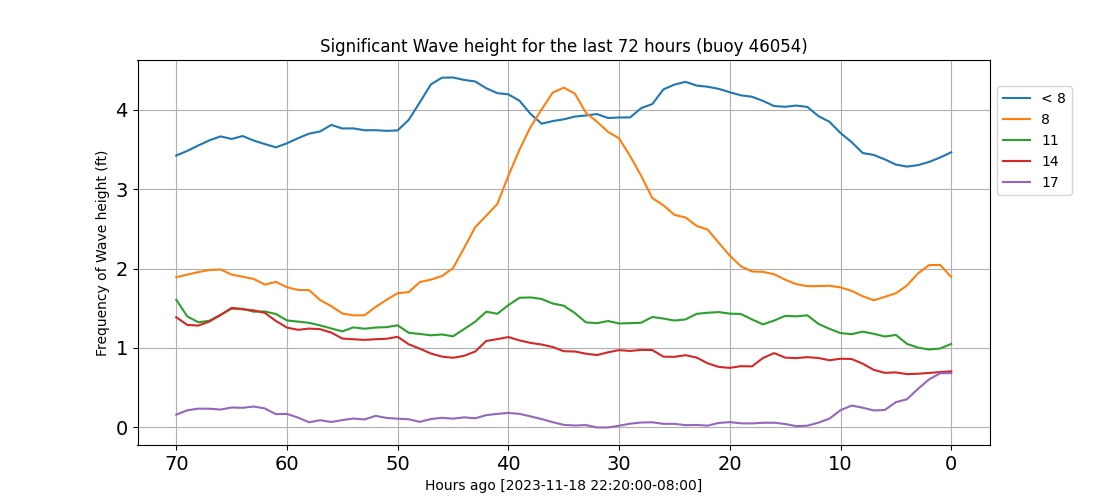 Significant Wave height for the last 72 hours (buoy 46054)
Frequency of Wave height (ft)
4
3
2
1
0
70 60 50 40 30 20 10 0
Hours ago [2023-11-18 22:20:00-08:00]
< 8
8
11
14
17